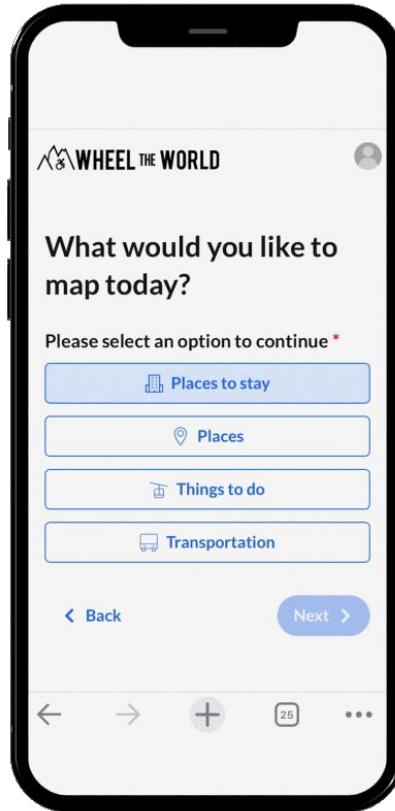 WHEEL THE WORLD
What would you like to
map today?
Please select an option to continue *
Places to stay
Places
Things to do
Transportation
Back
Next
25